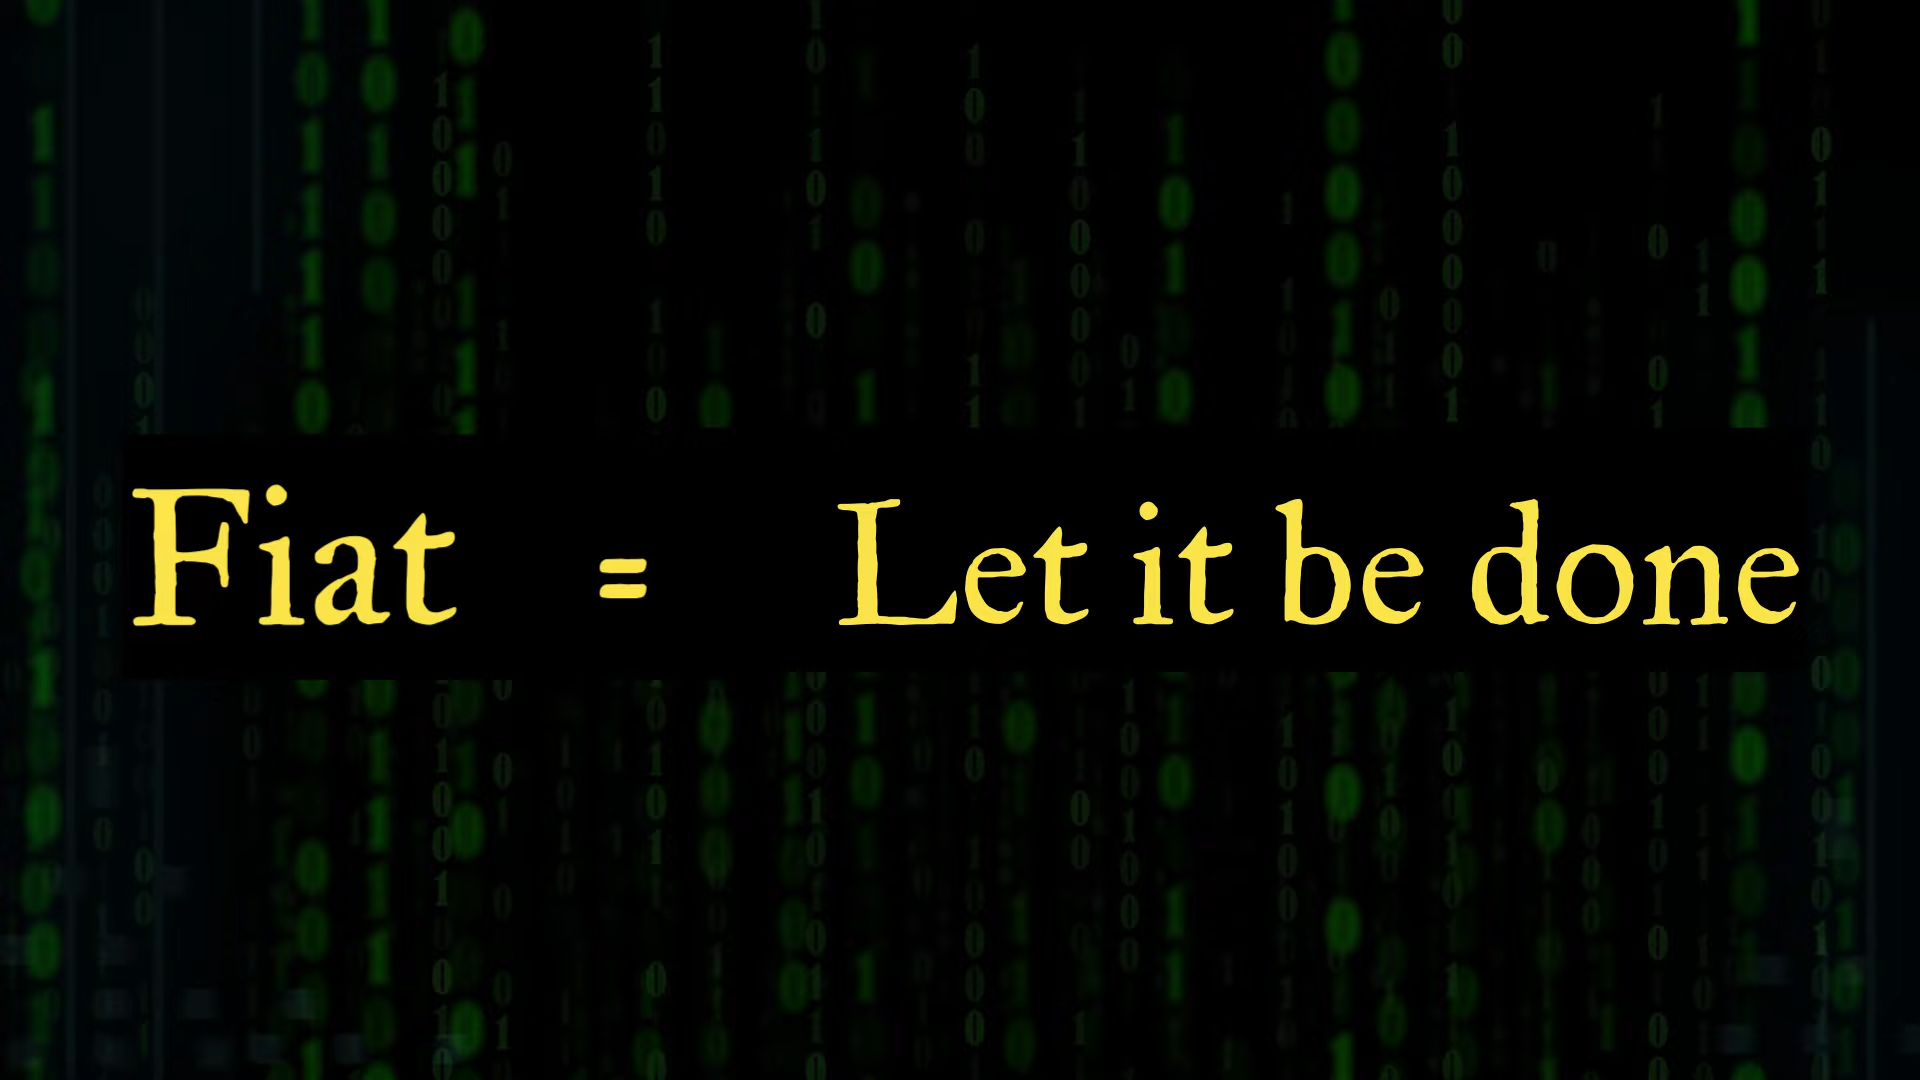 Fiat = Let it be done